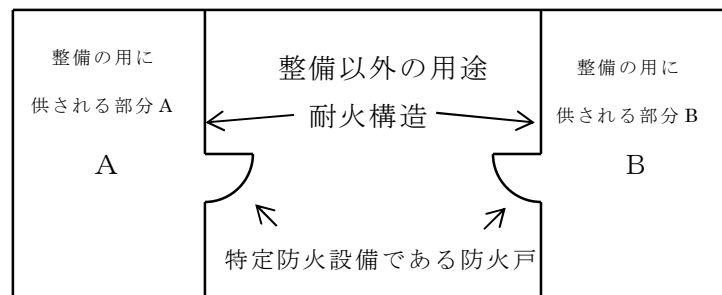 整備の用に
供される部分A
A
整備以外の用途
耐火構造
整備の用に
供される部分B
B
特定防火設備である防火戸